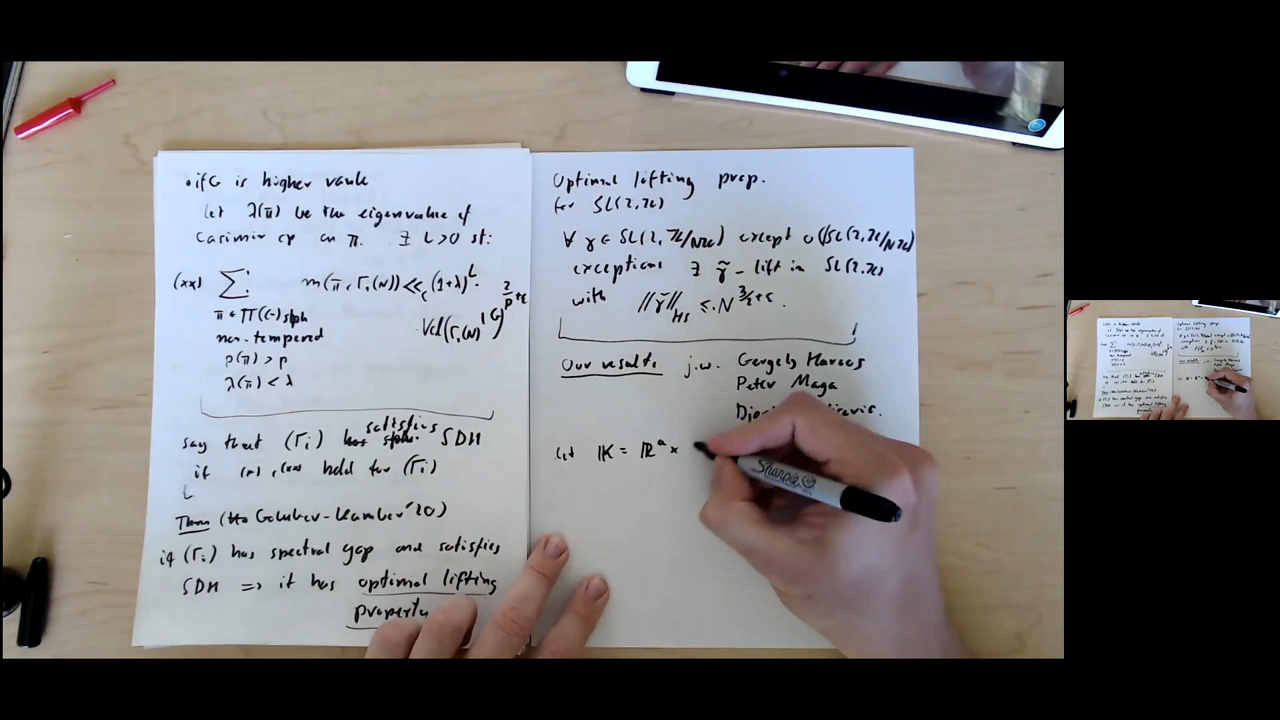 • if G is higher rank
let λ(π) be the eigenvalue of
Casimir op on π. ∃ L>0 st:
(**) ∑ m(π, Γ_i(N)) ≪_ε (1+λ)^L · Vol(Γ_i(N)\G)^{2/p+ε}
π ∈ Π(G)_sph
non-tempered
p(π) > p
λ(π) < λ
say that (Γ_i) satisfies SDH
if (*), (**) hold for (Γ_i)
Thm (Golubev-Kamber '20)
if (Γ_i) has spectral gap and satisfies
SDH ⟹ it has optimal lifting
property
Optimal lifting prop.
for SL(2,ℤ)
∀ γ ∈ SL(2, ℤ/Nℤ) except o(|SL(2,ℤ/Nℤ)|)
exceptions ∃ γ̃ - lift in SL(2,ℤ)
with ||γ̃||_HS ≤ N^{3/2+ε}.
Our results j.w. Gergely Harcos
Peter Maga
let 𝕂 = ℝ^a ×
Sharpie